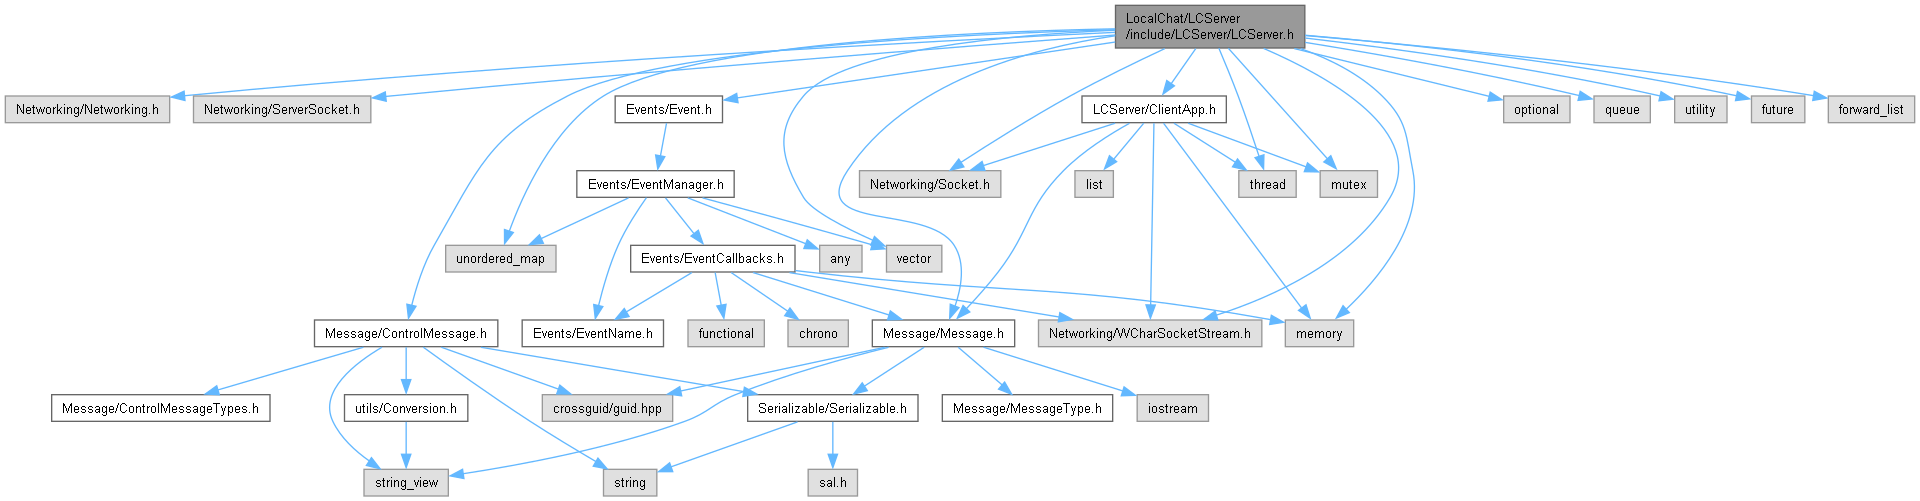 LocalChat/LCServer
/include/LCServer/LCServer.h
Networking/Networking.h
Networking/ServerSocket.h
Events/Event.h
LCServer/ClientApp.h
optional
queue
utility
future
forward_list
Events/EventManager.h
Networking/Socket.h
list
thread
mutex
unordered_map
Events/EventCallbacks.h
any
vector
Message/ControlMessage.h
Events/EventName.h
functional
chrono
Message/Message.h
Networking/WCharSocketStream.h
memory
Message/ControlMessageTypes.h
utils/Conversion.h
crossguid/guid.hpp
Serializable/Serializable.h
Message/MessageType.h
iostream
string_view
string
sal.h